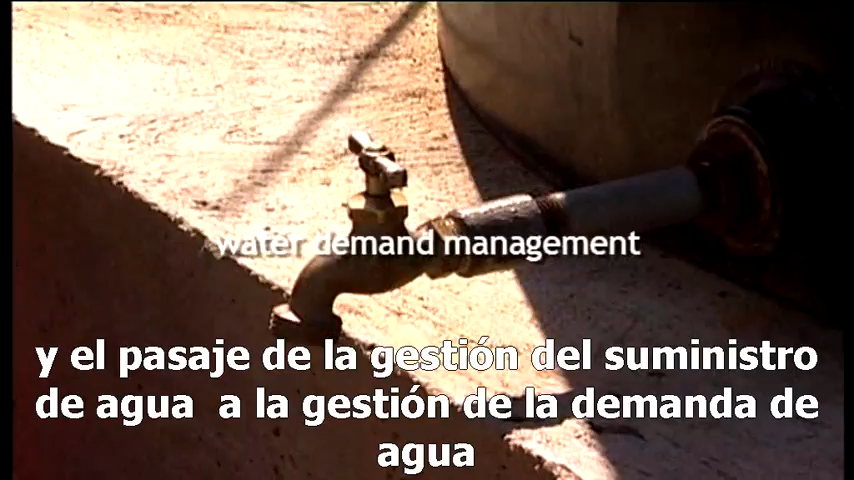 water demand management
y el pasaje de la gestión del suministro
de agua a la gestión de la demanda de
agua